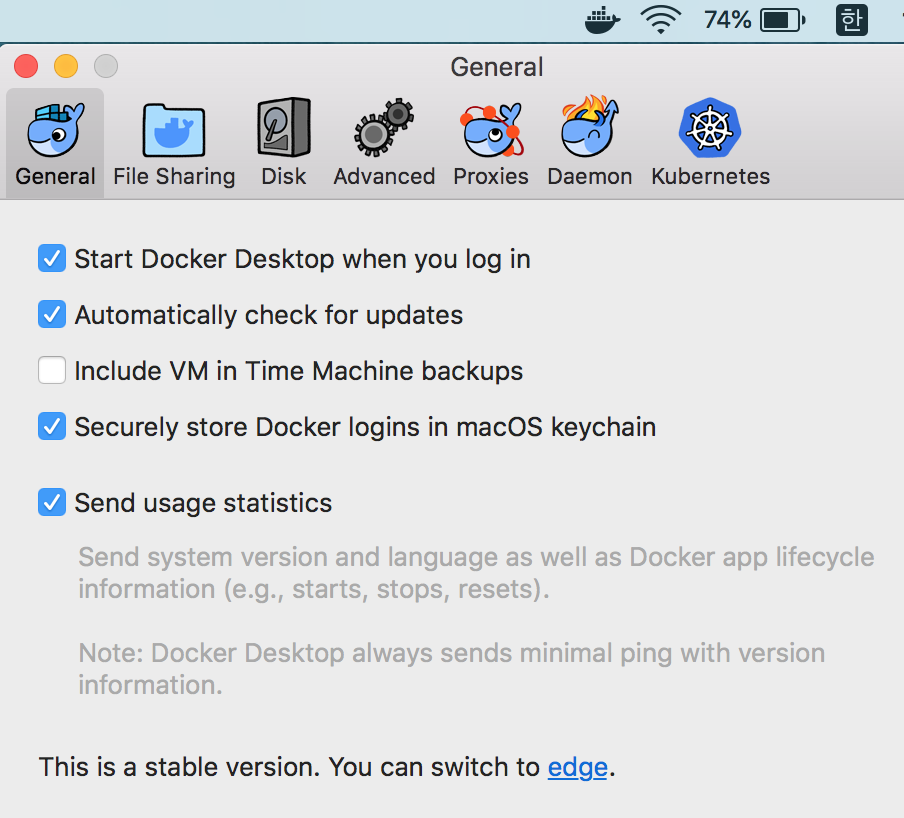 74% 한
General
General File Sharing Disk Advanced Proxies Daemon Kubernetes
Start Docker Desktop when you log in
Automatically check for updates
Include VM in Time Machine backups
Securely store Docker logins in macOS keychain
Send usage statistics
Send system version and language as well as Docker app lifecycle
information (e.g., starts, stops, resets).
Note: Docker Desktop always sends minimal ping with version
information.
This is a stable version. You can switch to edge.